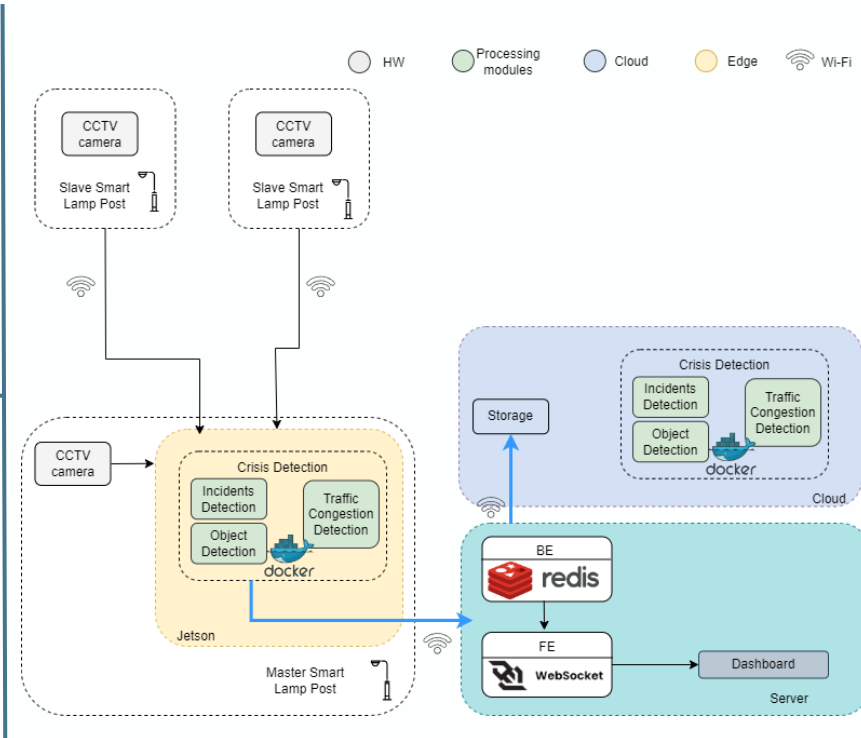 HW
Processing
modules
Cloud
Edge
Wi-Fi
CCTV
camera
Slave Smart
Lamp Post
CCTV
camera
Slave Smart
Lamp Post
CCTV
camera
Crisis Detection
Incidents
Detection
Object
Detection
Traffic
Congestion
Detection
docker
Jetson
Master Smart
Lamp Post
Storage
Crisis Detection
Incidents
Detection
Object
Detection
Traffic
Congestion
Detection
docker
Cloud
BE
redis
FE
WebSocket
Dashboard
Server